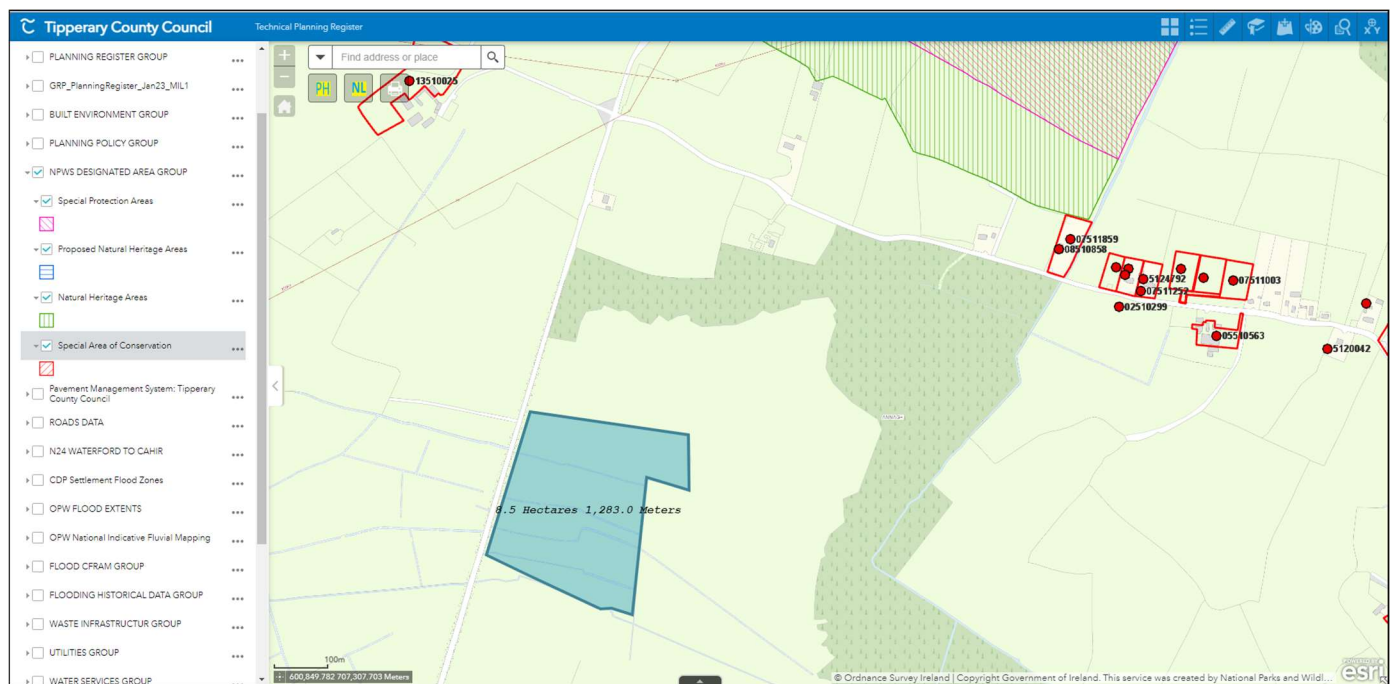 Tipperary County Council
Technical Planning Register
PLANNING REGISTER GROUP
GRP_PlanningRegister_Jan23_MIL1
BUILT ENVIRONMENT GROUP
PLANNING POLICY GROUP
NPWS DESIGNATED AREA GROUP
Special Protection Areas
Proposed Natural Heritage Areas
Natural Heritage Areas
Special Area of Conservation
Pavement Management System: Tipperary
County Council
ROADS DATA
N24 WATERFORD TO CAHIR
CDP Settlement Flood Zones
OPW FLOOD EXTENTS
OPW National Indicative Fluvial Mapping
FLOOD CFRAM GROUP
FLOODING HISTORICAL DATA GROUP
WASTE INFRASTRUCTUR GROUP
UTILITIES GROUP
WATER SERVICES GROUP
Find address or place
PH NL
13510025
07511859
08510858
5124792
07511003
07511252
02510299
05510563
5120042
8.5 Hectares 1,283.0 Meters
100m
600,849.782 707,307.703 Meters
© Ordnance Survey Ireland | Copyright Government of Ireland. This service was created by National Parks and Wildl...
POWERED BY
esri